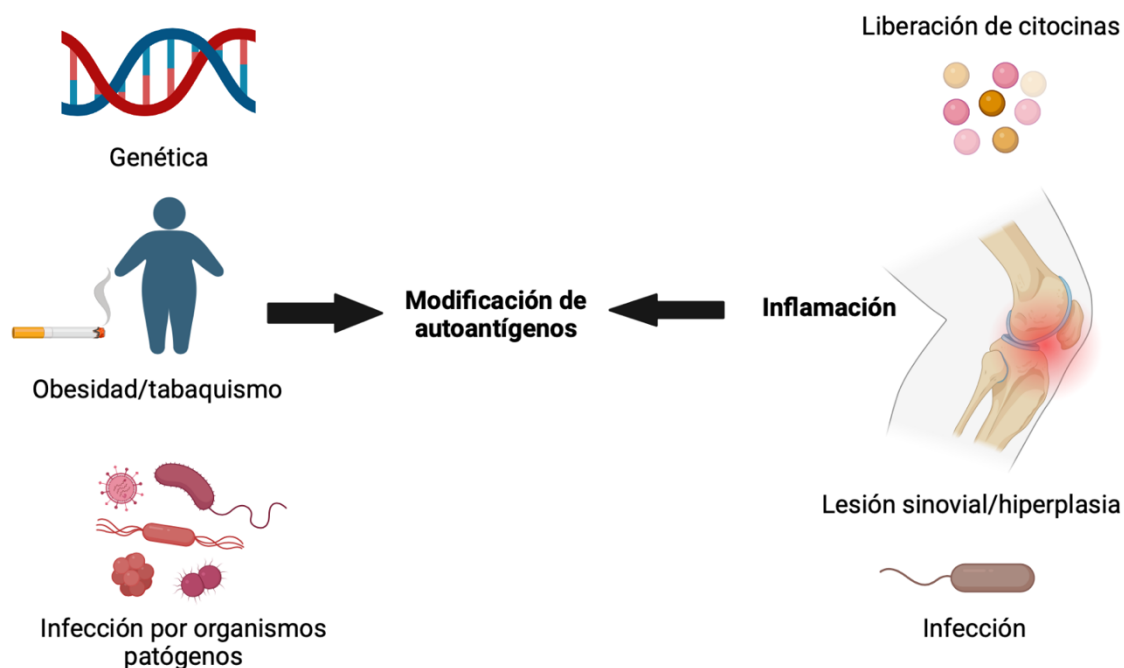 Genética
Obesidad/tabaquismo
Infección por organismos
patógenos
Modificación de
autoantígenos
Inflamación
Liberación de citocinas
Lesión sinovial/hiperplasia
Infección